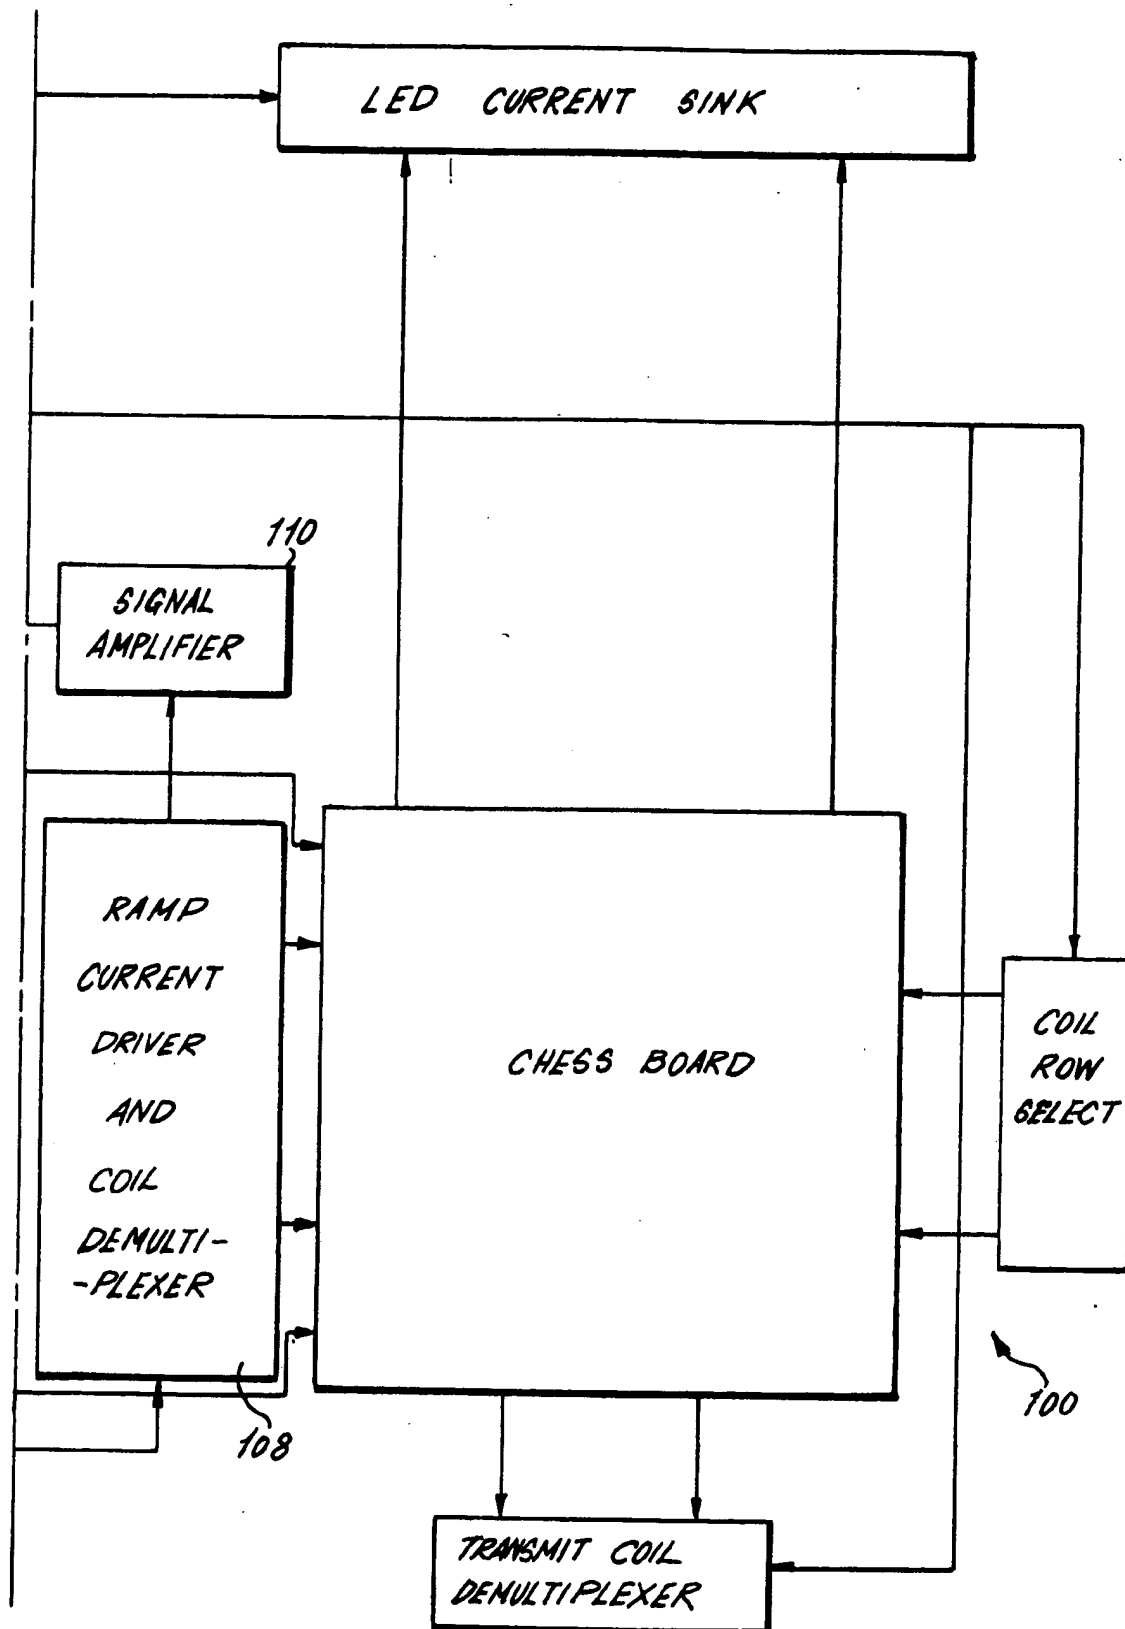 LED CURRENT SINK
110
SIGNAL
AMPLIFIER
RAMP
CURRENT
DRIVER
AND
COIL
DEMULTI-
-PLEXER
108
CHESS BOARD
COIL
ROW
SELECT
100
TRANSMIT COIL
DEMULTIPLEXER